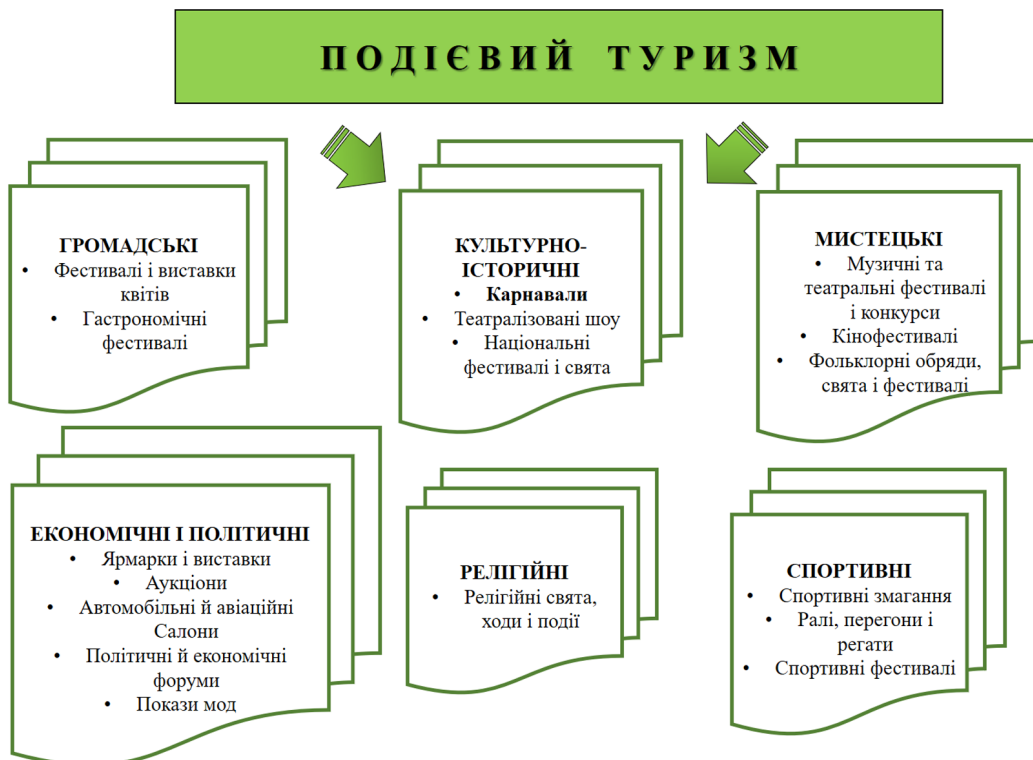 ПОДІЄВИЙ ТУРИЗМ
ГРОМАДСЬКІ
• Фестивалі і виставки
квітів
• Гастрономічні
фестивалі
КУЛЬТУРНО-
ІСТОРИЧНІ
• Карнавали
• Театралізовані шоу
• Національні
фестивалі і свята
МИСТЕЦЬКІ
• Музичні та
театральні фестивалі
і конкурси
• Кінофестивалі
• Фольклорні обряди,
свята і фестивалі
ЕКОНОМІЧНІ І ПОЛІТИЧНІ
• Ярмарки і виставки
• Аукціони
• Автомобільні й авіаційні
Салони
• Політичні й економічні
форуми
• Покази мод
РЕЛІГІЙНІ
• Релігійні свята,
ходи і події
СПОРТИВНІ
• Спортивні змагання
• Ралі, перегони і
регати
• Спортивні фестивалі